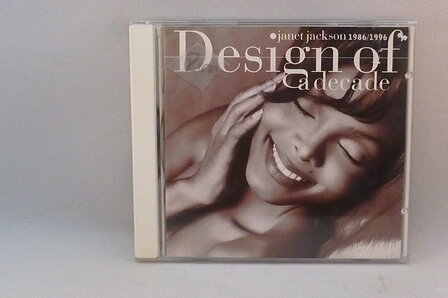 janet jackson 1986/1996
Design of
a decade